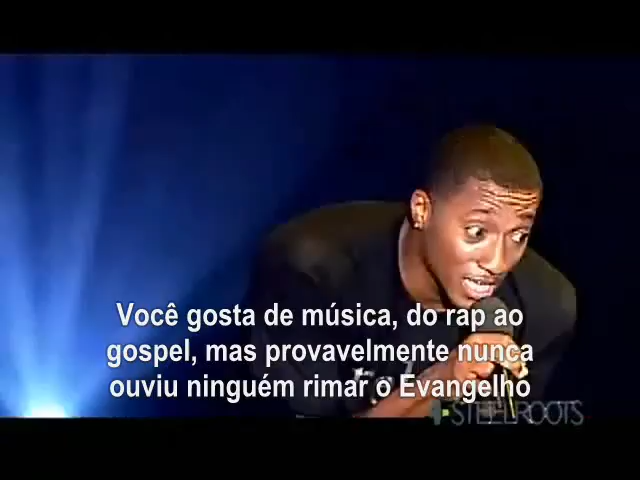 Você gosta de música, do rap ao
gospel, mas provavelmente nunca
ouviu ninguém rimar o Evangelho
STEELROOTS